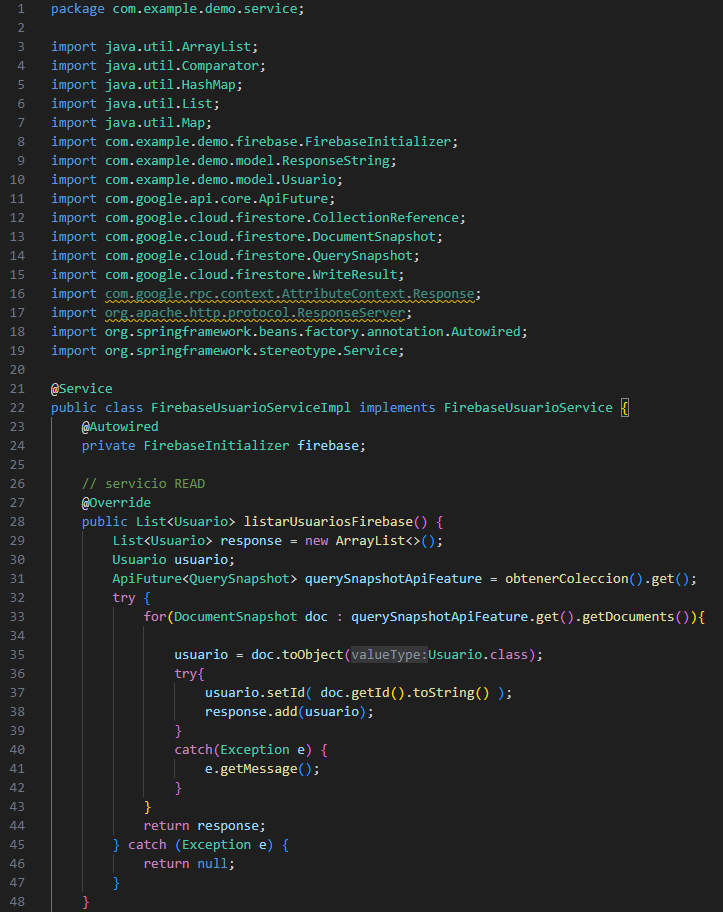 1 package com.example.demo.service;
2
3 import java.util.ArrayList;
4 import java.util.Comparator;
5 import java.util.HashMap;
6 import java.util.List;
7 import java.util.Map;
8 import com.example.demo.firebase.FirebaseInitializer;
9 import com.example.demo.model.ResponseString;
10 import com.example.demo.model.Usuario;
11 import com.google.api.core.ApiFuture;
12 import com.google.cloud.firestore.CollectionReference;
13 import com.google.cloud.firestore.DocumentSnapshot;
14 import com.google.cloud.firestore.QuerySnapshot;
15 import com.google.cloud.firestore.WriteResult;
16 import com.google.rpc.context.AttributeContext.Response;
17 import org.apache.http.protocol.ResponseServer;
18 import org.springframework.beans.factory.annotation.Autowired;
19 import org.springframework.stereotype.Service;
20
21 @Service
22 public class FirebaseUsuarioServiceImpl implements FirebaseUsuarioService {
23     @Autowired
24     private FirebaseInitializer firebase;
25
26     // servicio READ
27     @Override
28     public List<Usuario> listarUsuariosFirebase() {
29         List<Usuario> response = new ArrayList<>();
30         Usuario usuario;
31         ApiFuture<QuerySnapshot> querySnapshotApiFeature = obtenerColeccion().get();
32         try {
33             for(DocumentSnapshot doc : querySnapshotApiFeature.get().getDocuments()){
34
35                 usuario = doc.toObject(valueType:Usuario.class);
36                 try{
37                     usuario.setId( doc.getId().toString() );
38                     response.add(usuario);
39                 }
40                 catch(Exception e) {
41                     e.getMessage();
42                 }
43             }
44             return response;
45         } catch (Exception e) {
46             return null;
47         }
48     }